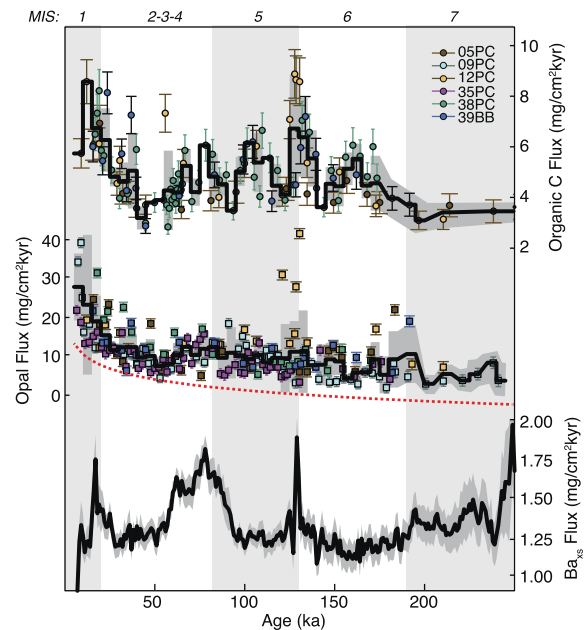 MIS: 1 2-3-4 5 6 7
05PC
09PC
12PC
35PC
38PC
39BB
10
8
6
4
2
Organic C Flux (mg/cm²kyr)
40
30
20
10
0
Opal Flux (mg/cm²kyr)
2.00
1.75
1.50
1.25
1.00
Baxs Flux (mg/cm²kyr)
50 100 150 200
Age (ka)